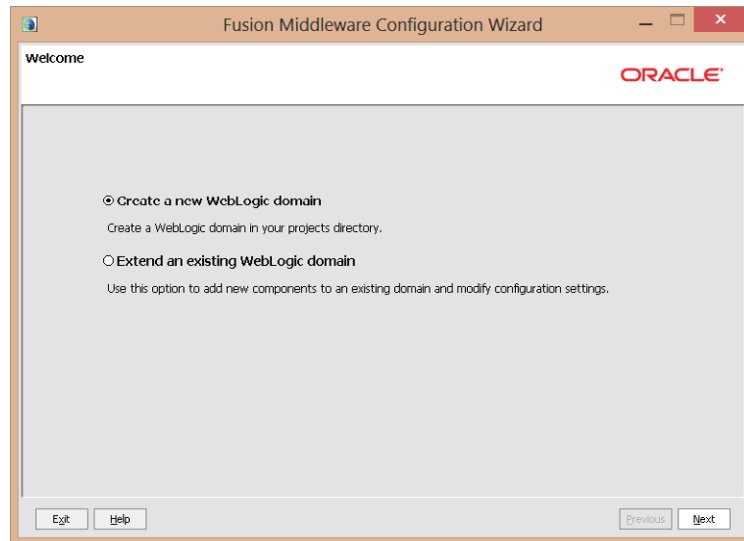 Fusion Middleware Configuration Wizard
Welcome
ORACLE
Create a new WebLogic domain
Create a WebLogic domain in your projects directory.
Extend an existing WebLogic domain
Use this option to add new components to an existing domain and modify configuration settings.
Exit Help Previous Next